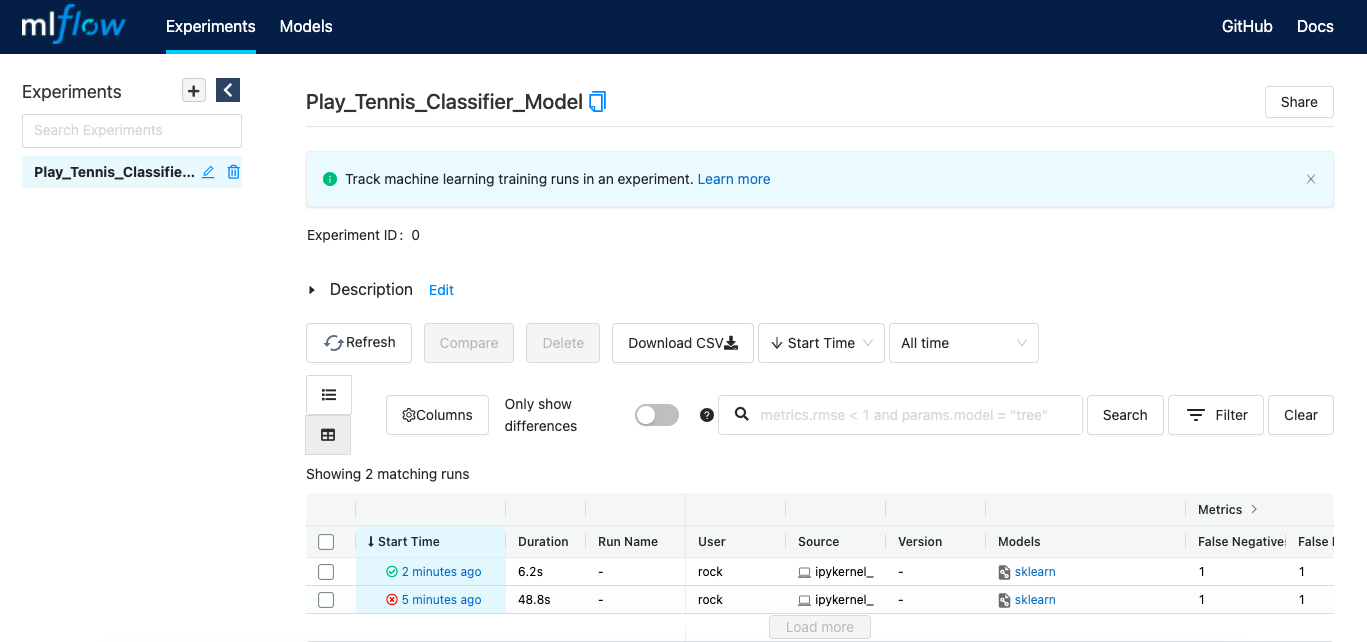 mlflow Experiments Models GitHub Docs
Experiments +
Search Experiments
Play_Tennis_Classifie...
Play_Tennis_Classifier_Model Share
Track machine learning training runs in an experiment. Learn more
Experiment ID: 0
Description Edit
Refresh Compare Delete Download CSV Start Time All time
Columns Only show differences metrics.rmse < 1 and params.model = "tree" Search Filter Clear
Showing 2 matching runs
Metrics
Start Time Duration Run Name User Source Version Models False Negative False
2 minutes ago 6.2s - rock ipykernel_ - sklearn 1 1
5 minutes ago 48.8s - rock ipykernel_ - sklearn 1 1
Load more